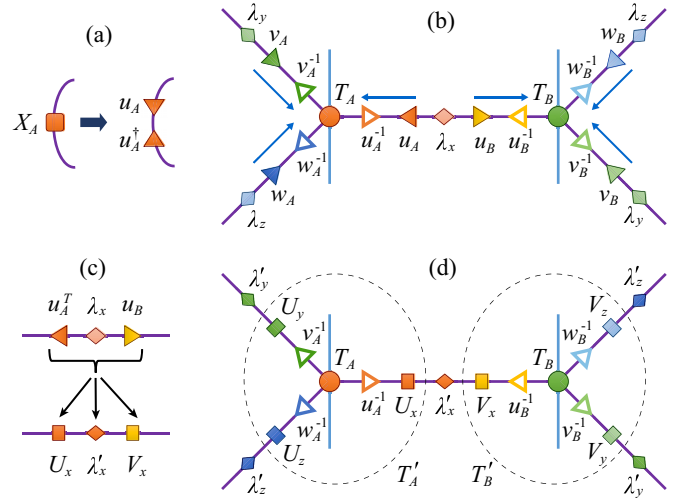 (a)
X_A
u_A
u_A^†
(b)
λ_y
v_A
v_A^{-1}
T_A
u_A^{-1}
u_A
λ_x
u_B
u_B^{-1}
T_B
w_A^{-1}
w_A
λ_z
λ_z
w_B
w_B^{-1}
v_B^{-1}
v_B
λ_y
(c)
u_A^T λ_x u_B
U_x λ'_x V_x
(d)
λ'_y
U_y
v_A^{-1}
T_A
u_A^{-1}
U_x
λ'_x
V_x
u_B^{-1}
T_B
w_A^{-1}
U_z
λ'_z
T'_A
T'_B
λ'_z
V_z
w_B^{-1}
v_B^{-1}
V_y
λ'_y